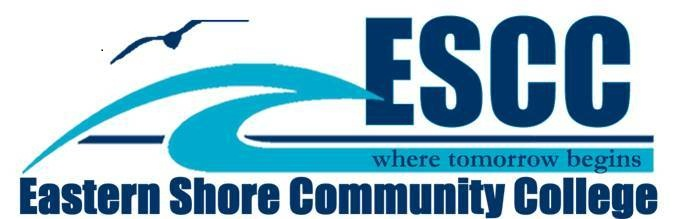 ESCC
where tomorrow begins
Eastern Shore Community College